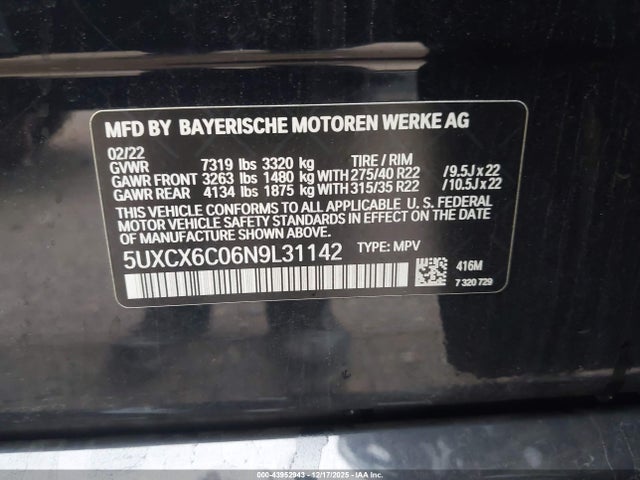 MFD BY BAYERISCHE MOTOREN WERKE AG
02/22 TIRE / RIM
GVWR 7319 lbs 3320 kg
GAWR FRONT 3263 lbs 1480 kg WITH 275/40 R22 / 9.5J x 22
GAWR REAR 4134 lbs 1875 kg WITH 315/35 R22 / 10.5J x 22
THIS VEHICLE CONFORMS TO ALL APPLICABLE U. S. FEDERAL
MOTOR VEHICLE SAFETY STANDARDS IN EFFECT ON THE DATE
OF MANUFACTURE SHOWN ABOVE.
5UXCX6C06N9L31142 TYPE: MPV
416M
7 320 729
000-43952943 - 12/17/2025 - IAAI.COM